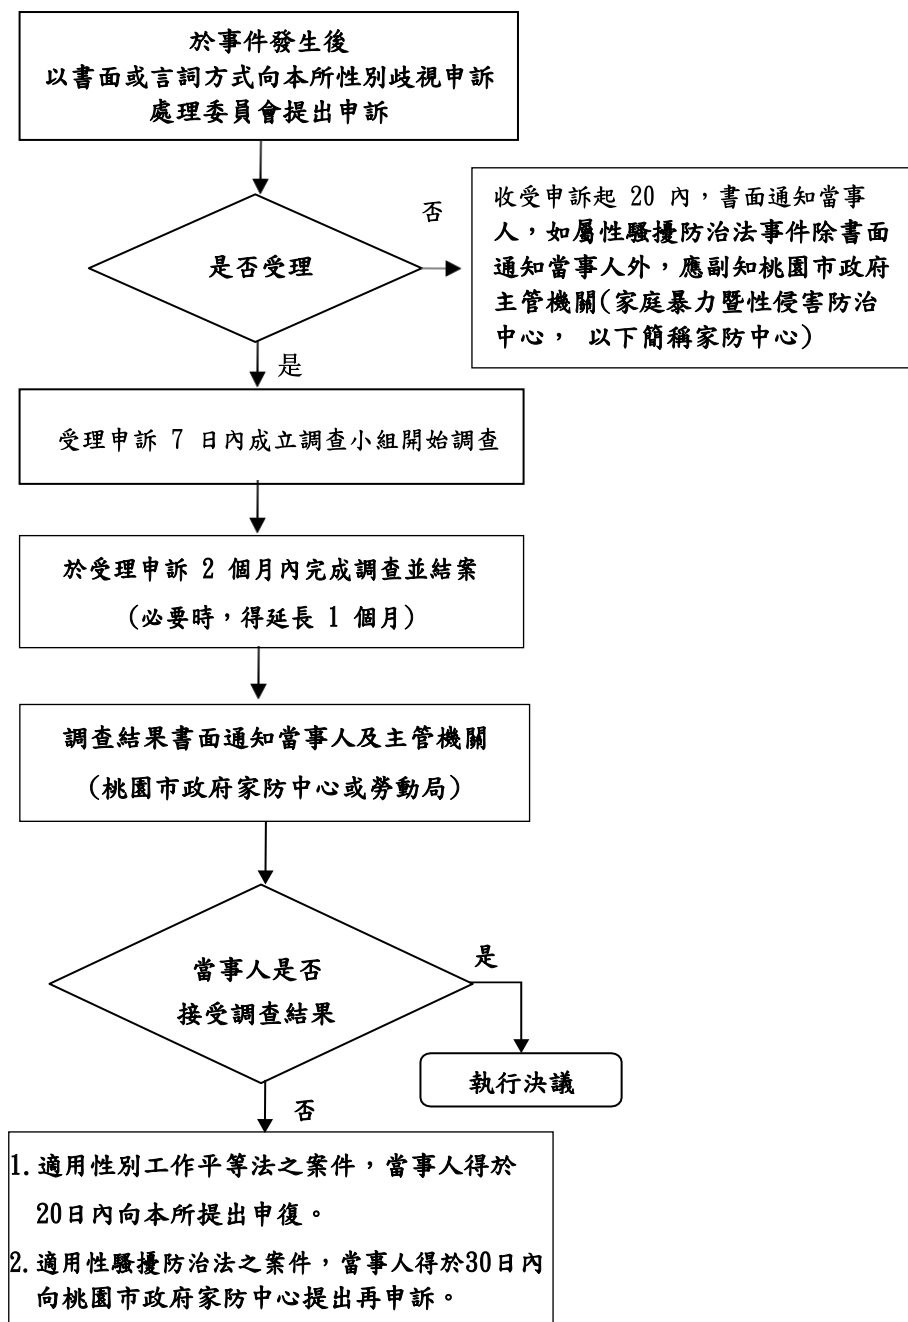 於事件發生後
以書面或言詞方式向本所性別歧視申訴
處理委員會提出申訴
否
收受申訴起 20 內，書面通知當事
人，如屬性騷擾防治法事件除書面
通知當事人外，應副知桃園市政府
主管機關(家庭暴力暨性侵害防治
中心， 以下簡稱家防中心)
是否受理
是
受理申訴 7 日內成立調查小組開始調查
於受理申訴 2 個月內完成調查並結案
(必要時，得延長 1 個月)
調查結果書面通知當事人及主管機關
(桃園市政府家防中心或勞動局)
當事人是否
接受調查結果
是
執行決議
否
1.適用性別工作平等法之案件，當事人得於
20日內向本所提出申復。
2.適用性騷擾防治法之案件，當事人得於30日內
向桃園市政府家防中心提出再申訴。